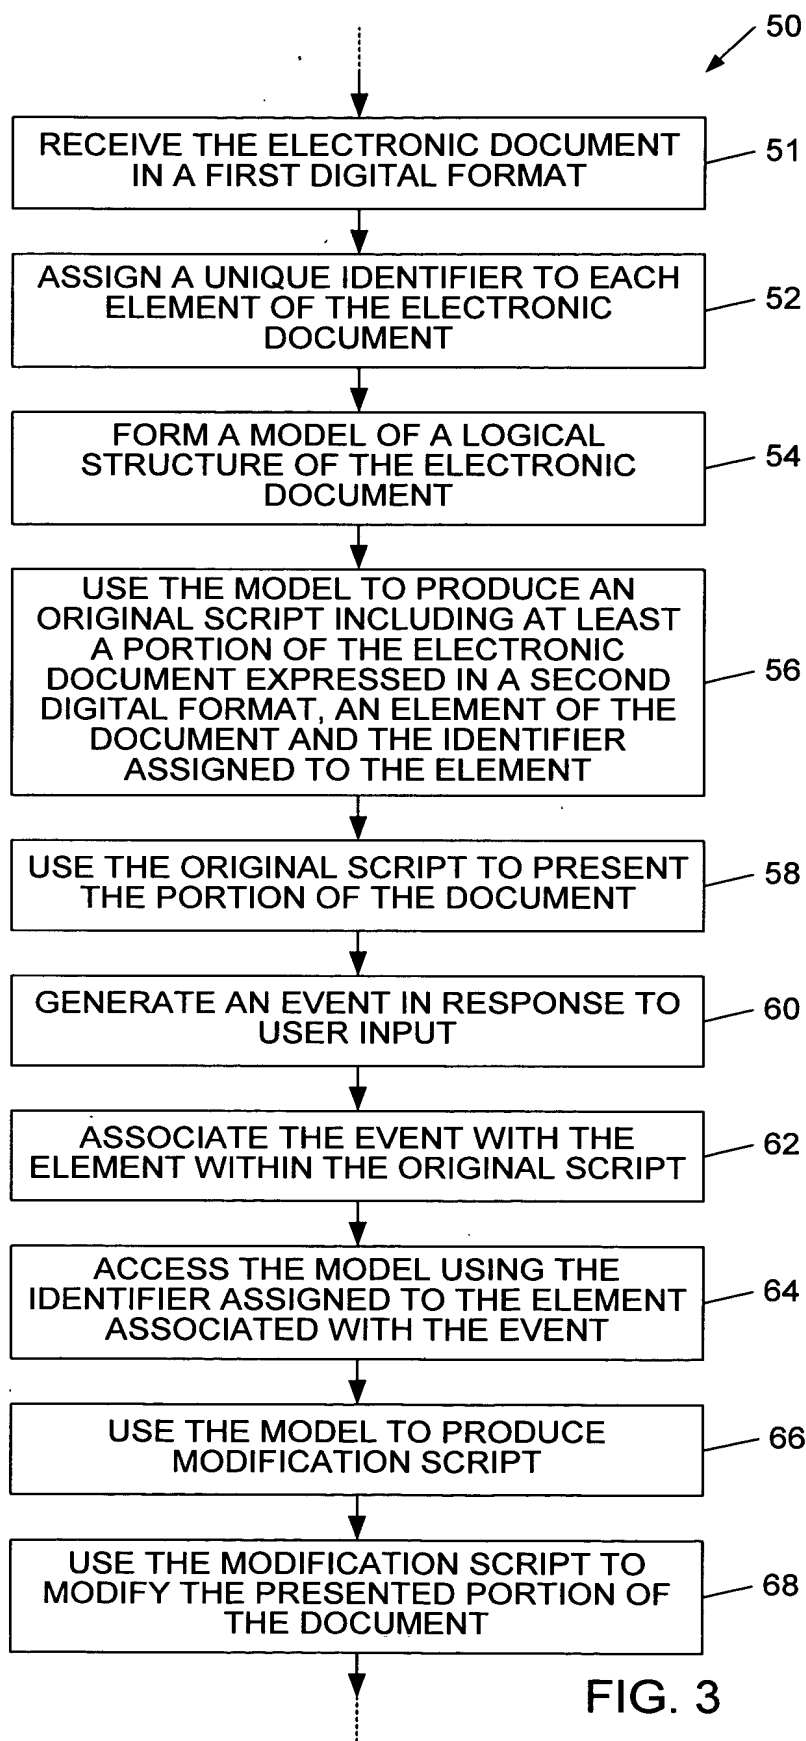 50
RECEIVE THE ELECTRONIC DOCUMENT
IN A FIRST DIGITAL FORMAT
51
ASSIGN A UNIQUE IDENTIFIER TO EACH
ELEMENT OF THE ELECTRONIC
DOCUMENT
52
FORM A MODEL OF A LOGICAL
STRUCTURE OF THE ELECTRONIC
DOCUMENT
54
USE THE MODEL TO PRODUCE AN
ORIGINAL SCRIPT INCLUDING AT LEAST
A PORTION OF THE ELECTRONIC
DOCUMENT EXPRESSED IN A SECOND
DIGITAL FORMAT, AN ELEMENT OF THE
DOCUMENT AND THE IDENTIFIER
ASSIGNED TO THE ELEMENT
56
USE THE ORIGINAL SCRIPT TO PRESENT
THE PORTION OF THE DOCUMENT
58
GENERATE AN EVENT IN RESPONSE TO
USER INPUT
60
ASSOCIATE THE EVENT WITH THE
ELEMENT WITHIN THE ORIGINAL SCRIPT
62
ACCESS THE MODEL USING THE
IDENTIFIER ASSIGNED TO THE ELEMENT
ASSOCIATED WITH THE EVENT
64
USE THE MODEL TO PRODUCE
MODIFICATION SCRIPT
66
USE THE MODIFICATION SCRIPT TO
MODIFY THE PRESENTED PORTION OF
THE DOCUMENT
68
FIG. 3